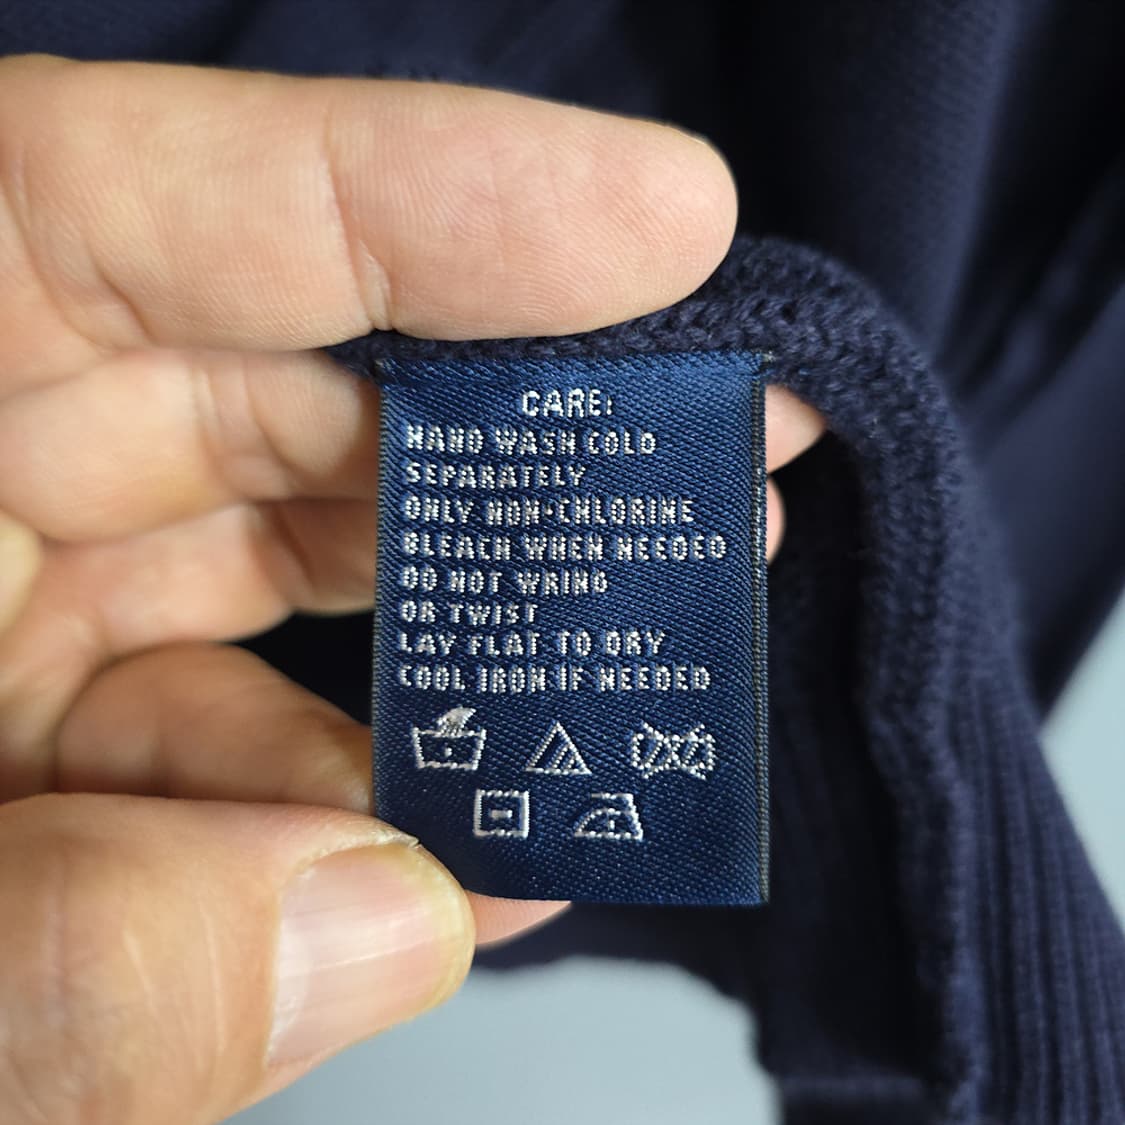 CARE:
HAND WASH COLD
SEPARATELY
ONLY NON-CHLORINE
BLEACH WHEN NEEDED
DO NOT WRING
OR TWIST
LAY FLAT TO DRY
COOL IRON IF NEEDED